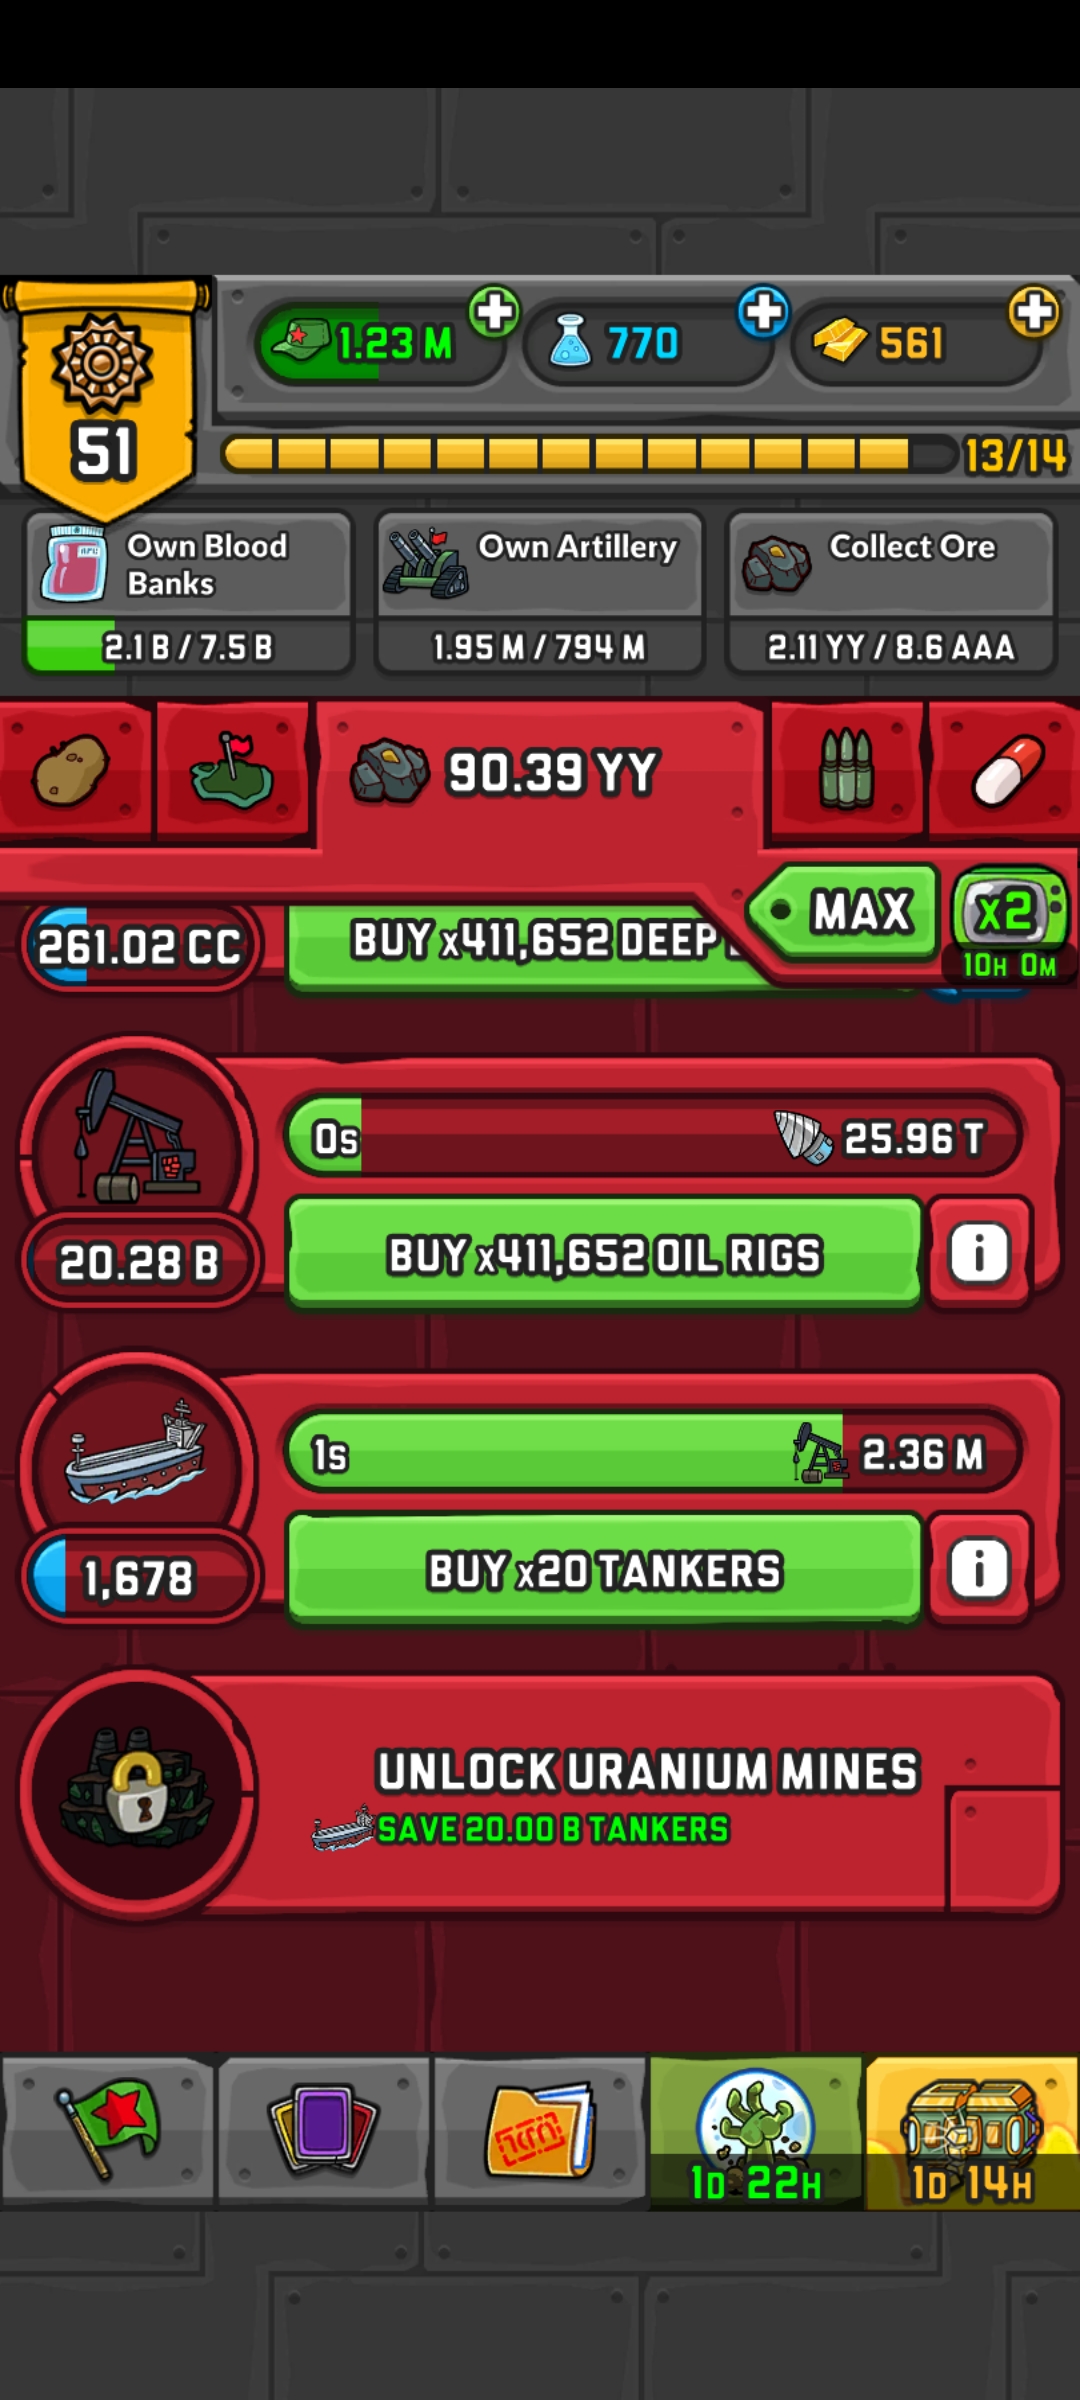 51
1.23 M
770
561
13/14
Own Blood
Banks
2.1 B / 7.5 B
Own Artillery
1.95 M / 794 M
Collect Ore
2.11 YY / 8.6 AAA
90.39 YY
MAX
x2
10H 0M
261.02 CC
BUY x411,652 DEEP
0s
25.96 T
20.28 B
BUY x411,652 OIL RIGS
i
1s
2.36 M
1,678
BUY x20 TANKERS
i
UNLOCK URANIUM MINES
SAVE 20.00 B TANKERS
1D 22H
1D 14H